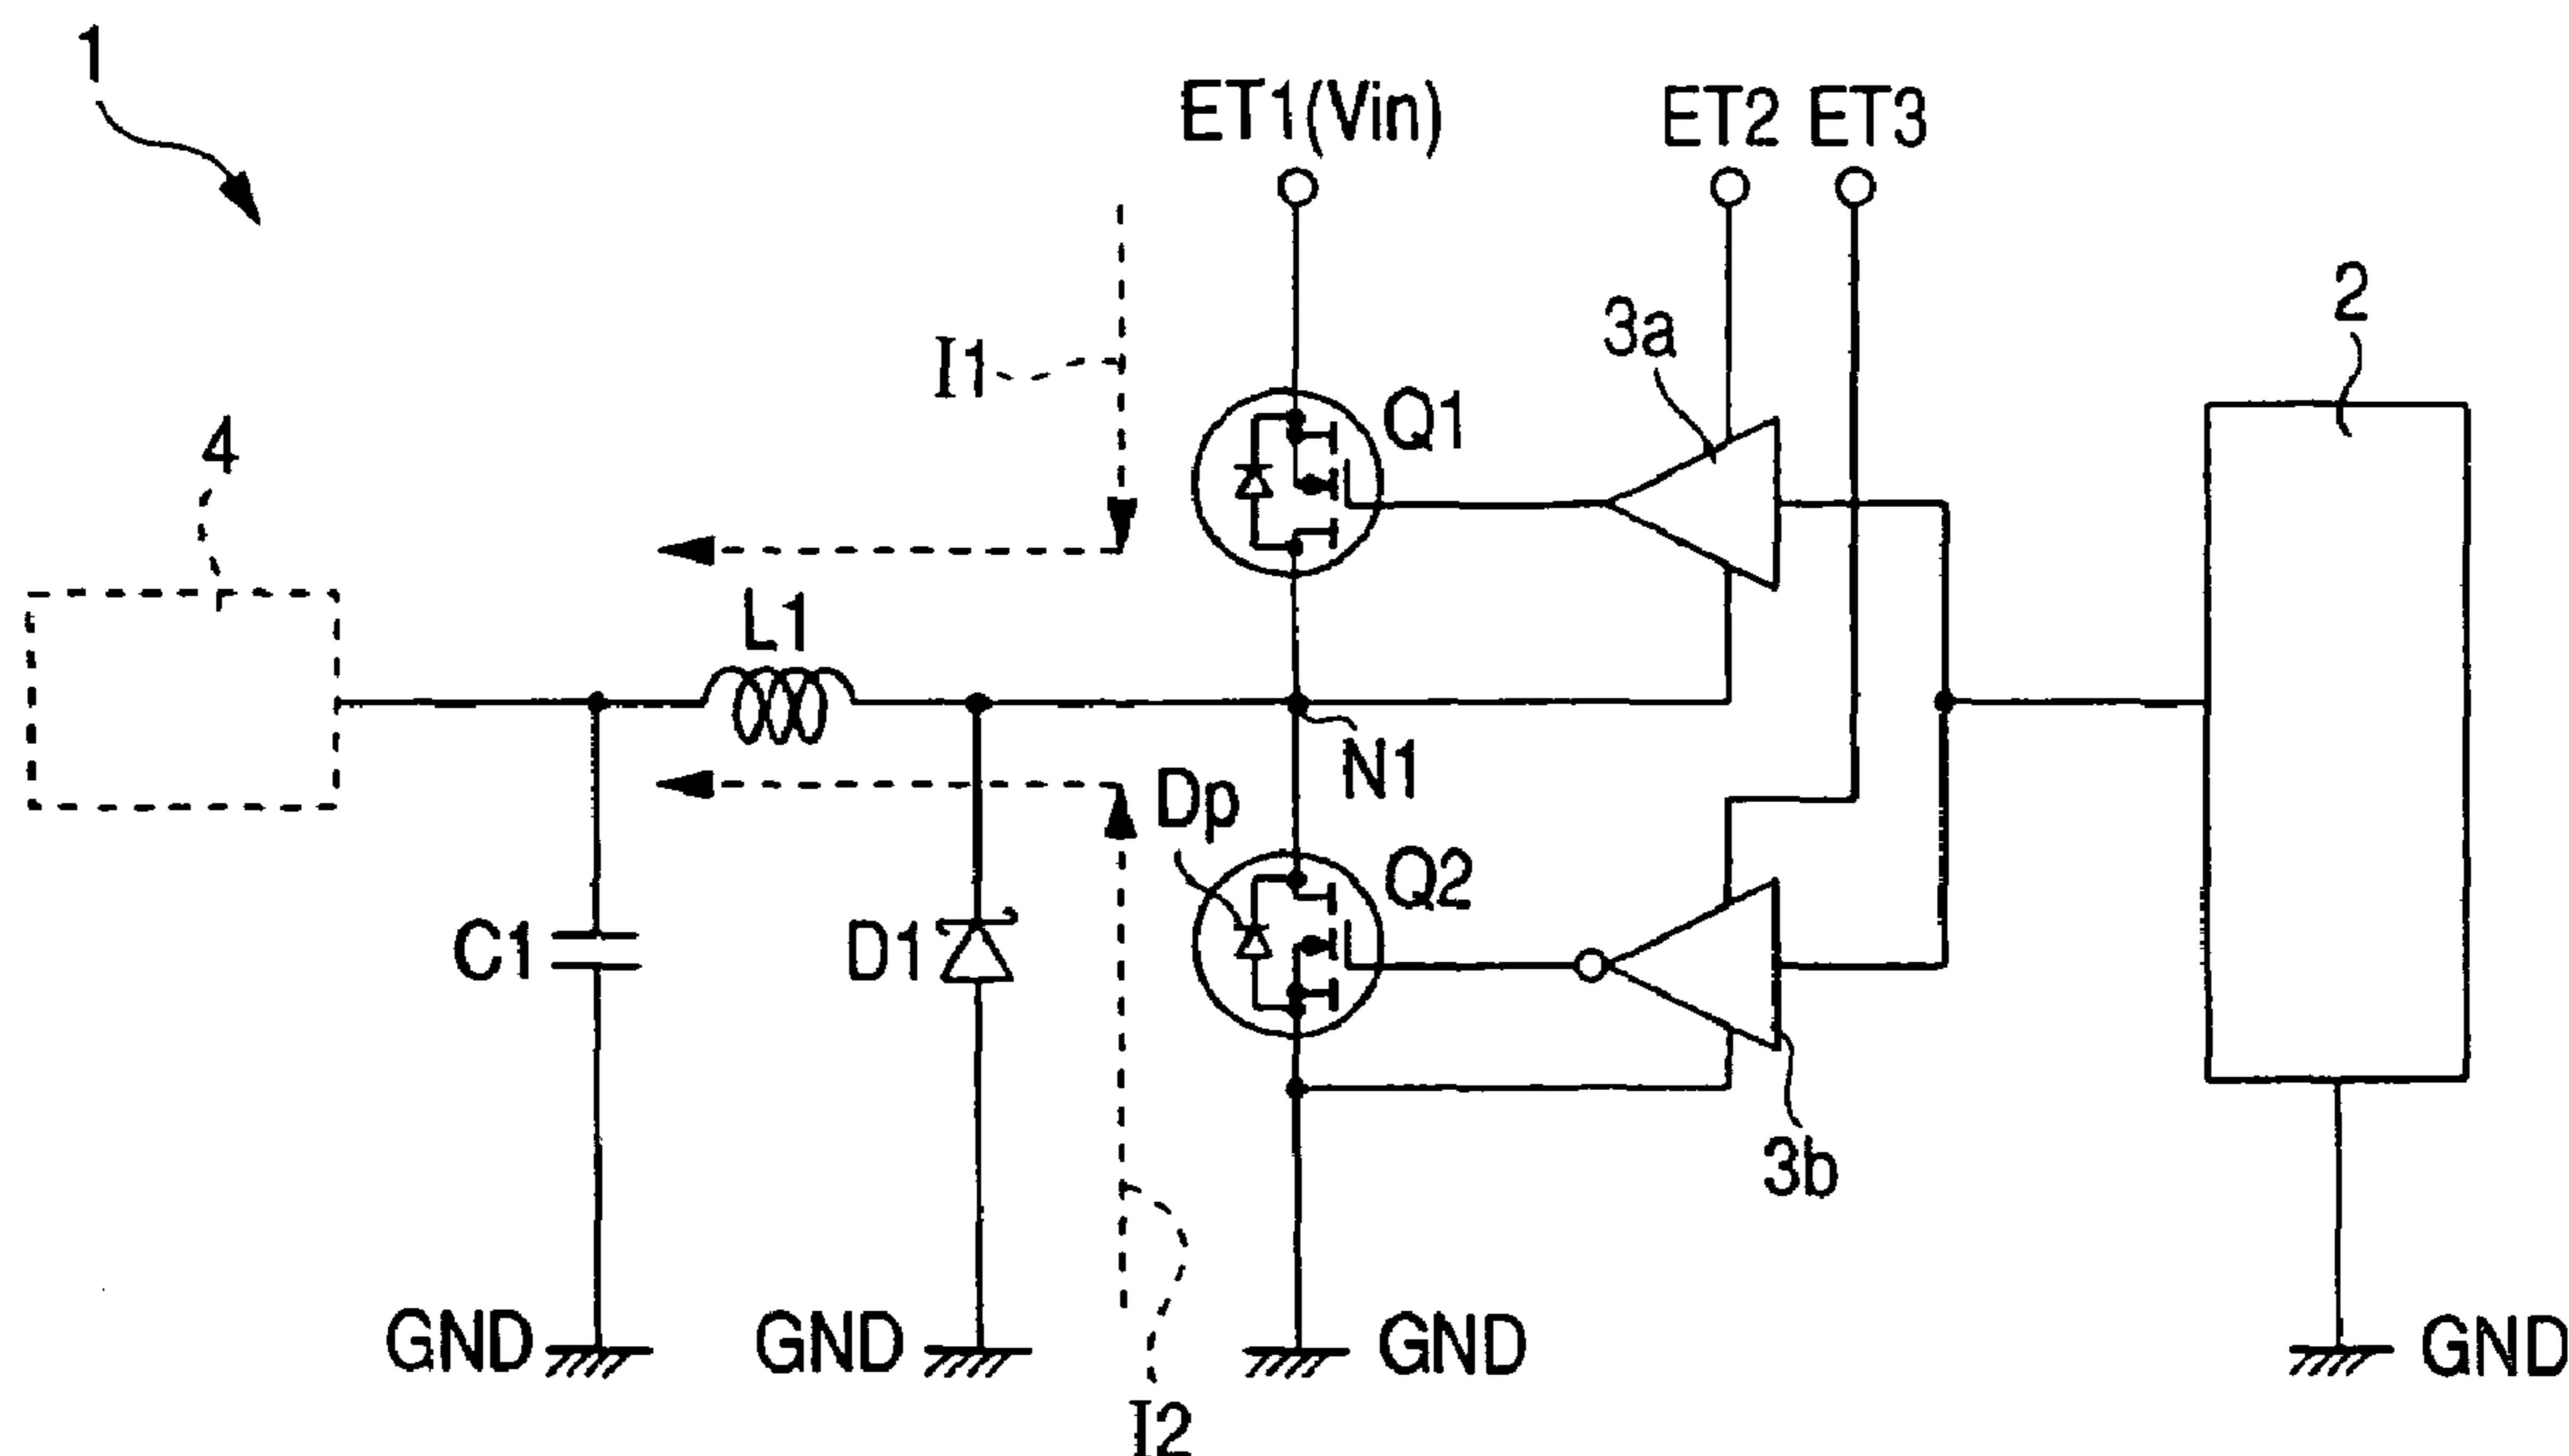 1
ET1(Vin)
ET2
ET3
2
3a
I1
Q1
4
L1
N1
Dp
Q2
C1
D1
3b
GND
GND
GND
GND
I2